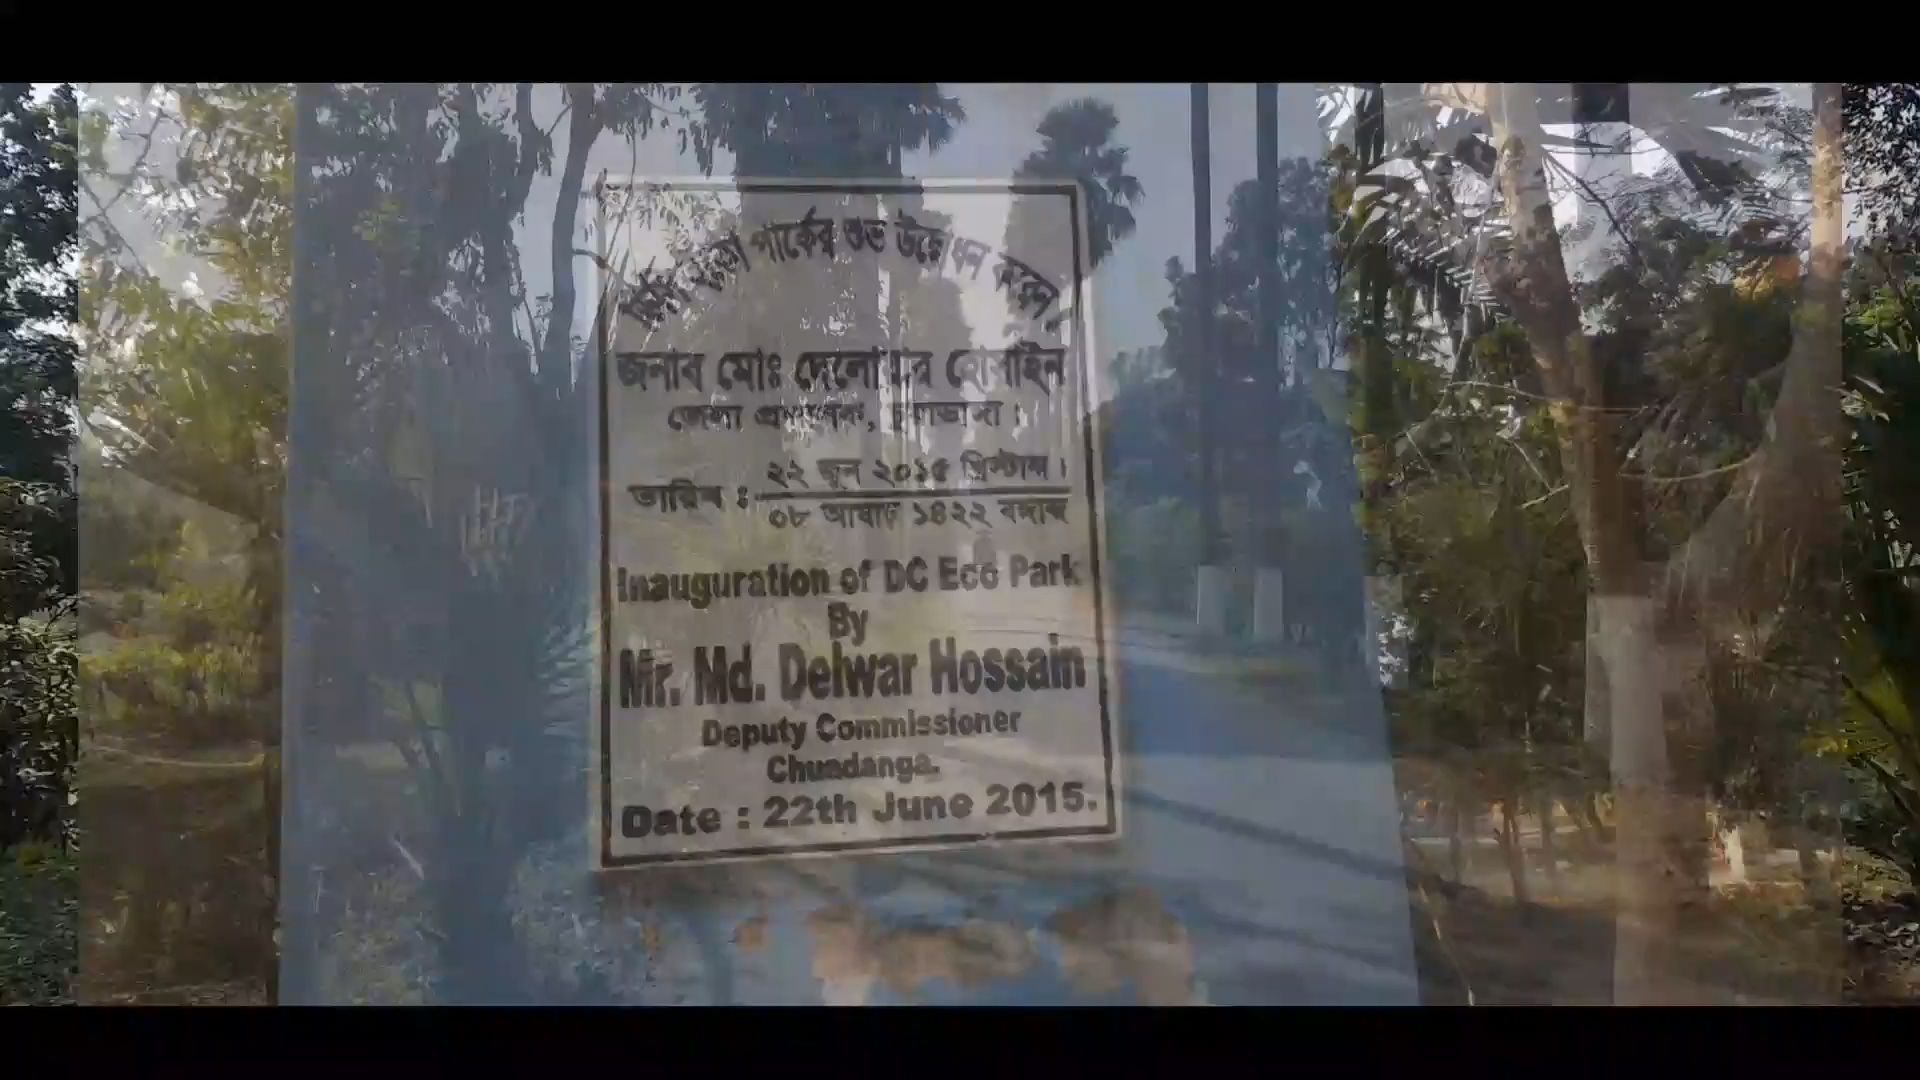 পার্কের শুভ উদ্বোধন করেন।
জনাব মোঃ দেলোয়ার হোসাইন
জেলা প্রশাসক, চুয়াডাঙ্গা।
তারিখ : ২২ জুন ২০১৫ খ্রিস্টাব্দ।
০৮ আষাঢ় ১৪২২ বঙ্গাব্দ
Inauguration of DC Eco Park
By
Mr. Md. Delwar Hossain
Deputy Commissioner
Chuadanga.
Date : 22th June 2015.